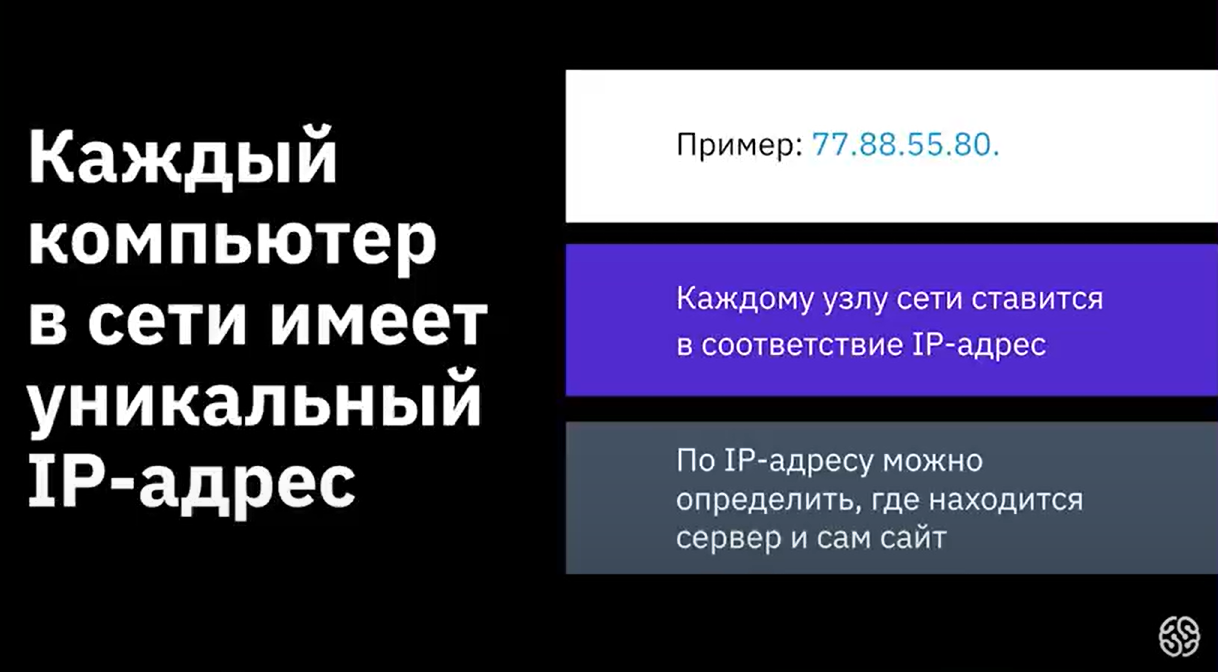 Каждый
компьютер
в сети имеет
уникальный
IP-адрес
Пример: 77.88.55.80.
Каждому узлу сети ставится
в соответствие IP-адрес
По IP-адресу можно
определить, где находится
сервер и сам сайт